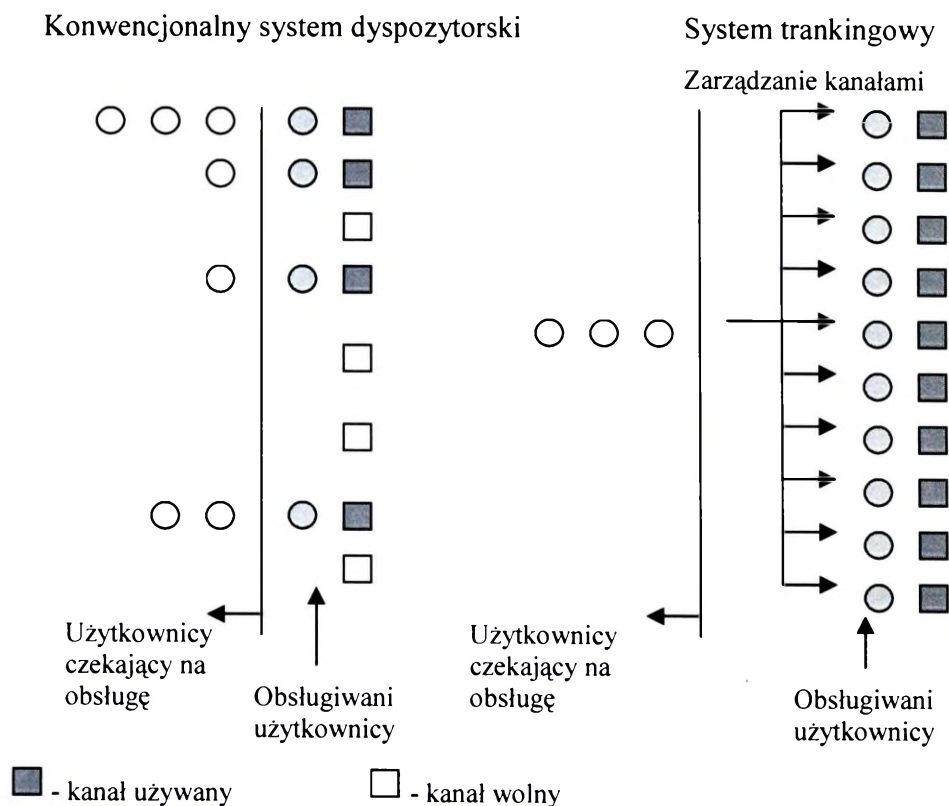 Konwencjonalny system dyspozytorski
System trankingowy
Zarządzanie kanałami
Użytkownicy
czekający na
obsługę
Obsługiwani
użytkownicy
Użytkownicy
czekający na
obsługę
Obsługiwani
użytkownicy
- kanał używany
- kanał wolny